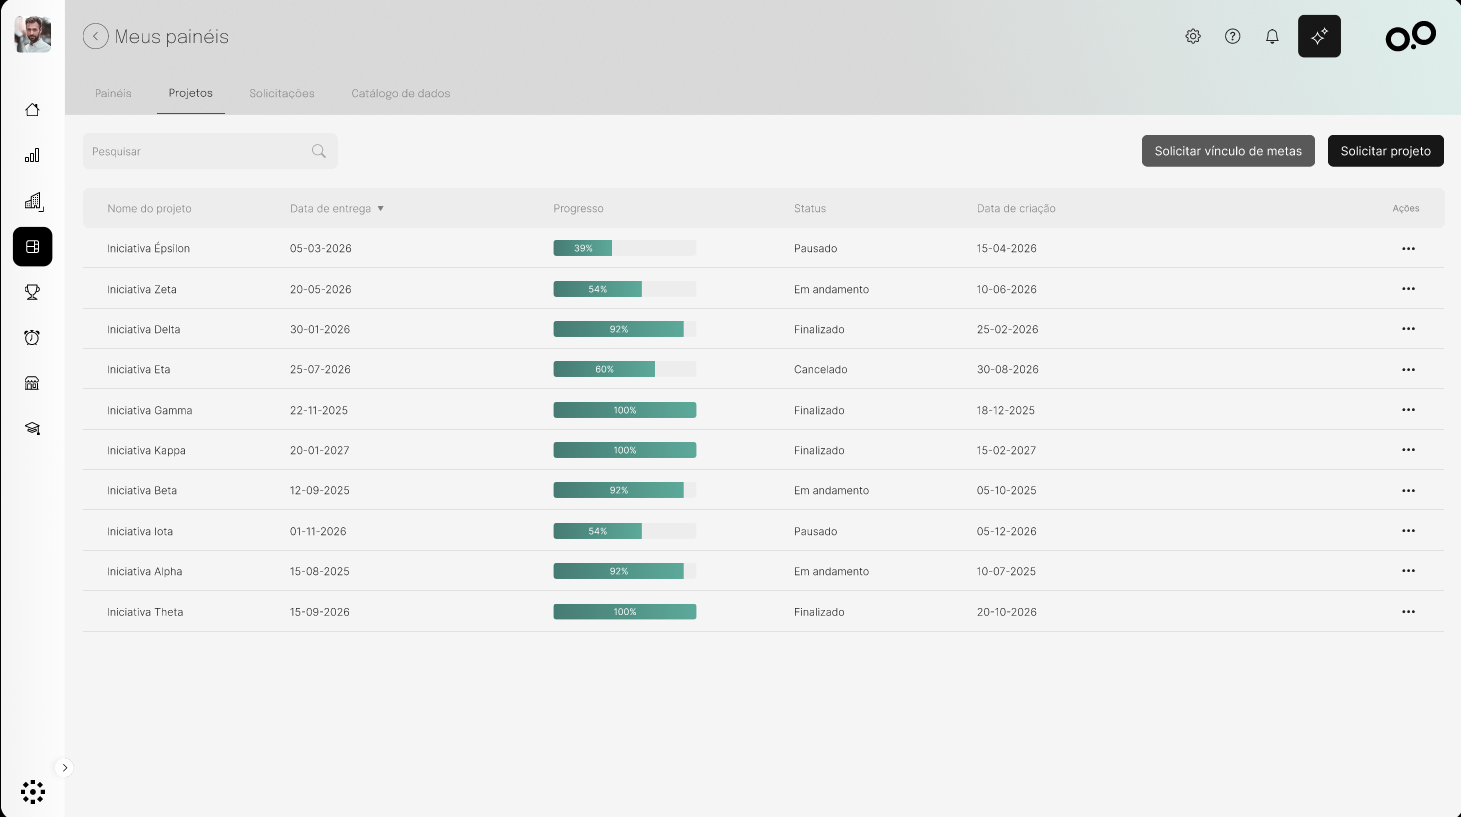 Meus painéis
Painéis Projetos Solicitações Catálogo de dados
Pesquisar Solicitar vínculo de metas Solicitar projeto
Nome do projeto Data de entrega ▼ Progresso Status Data de criação Ações
Iniciativa Épsilon 05-03-2026 39% Pausado 15-04-2026 •••
Iniciativa Zeta 20-05-2026 54% Em andamento 10-06-2026 •••
Iniciativa Delta 30-01-2026 92% Finalizado 25-02-2026 •••
Iniciativa Eta 25-07-2026 60% Cancelado 30-08-2026 •••
Iniciativa Gamma 22-11-2025 100% Finalizado 18-12-2025 •••
Iniciativa Kappa 20-01-2027 100% Finalizado 15-02-2027 •••
Iniciativa Beta 12-09-2025 92% Em andamento 05-10-2025 •••
Iniciativa Iota 01-11-2026 54% Pausado 05-12-2026 •••
Iniciativa Alpha 15-08-2025 92% Em andamento 10-07-2025 •••
Iniciativa Theta 15-09-2026 100% Finalizado 20-10-2026 •••